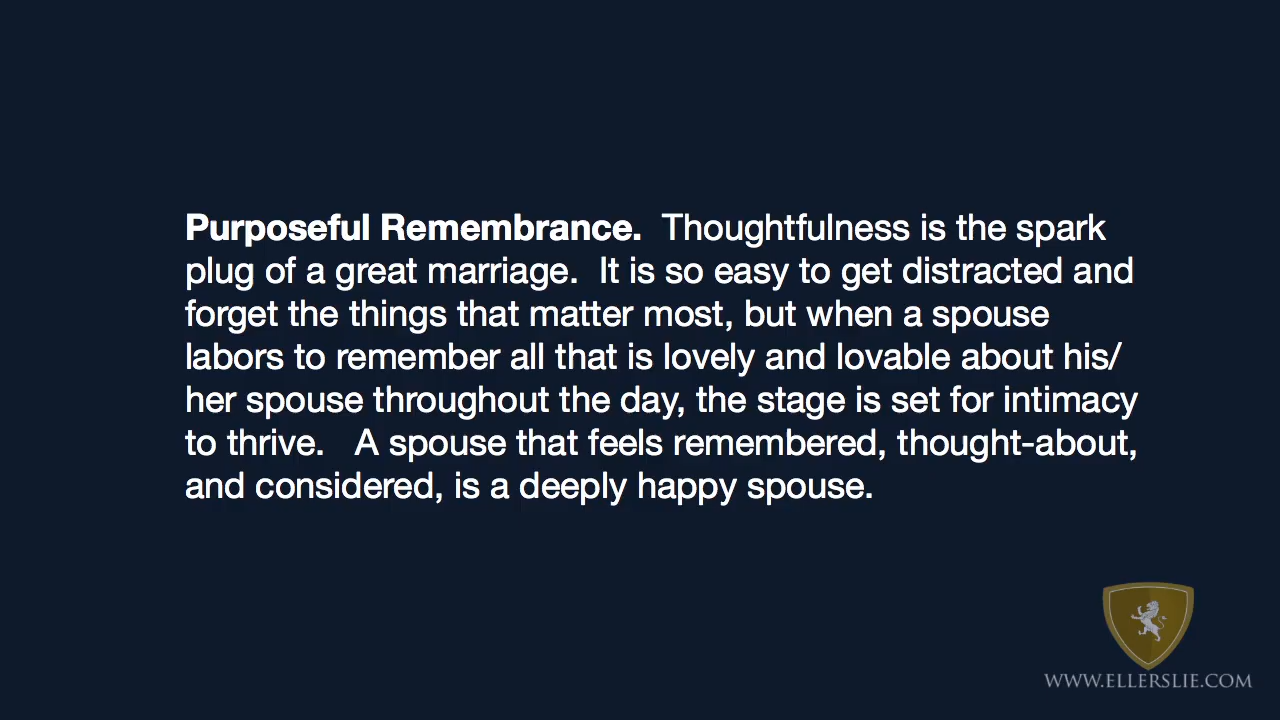 Purposeful Remembrance.  Thoughtfulness is the spark
plug of a great marriage.  It is so easy to get distracted and
forget the things that matter most, but when a spouse
labors to remember all that is lovely and lovable about his/
her spouse throughout the day, the stage is set for intimacy
to thrive.   A spouse that feels remembered, thought-about,
and considered, is a deeply happy spouse.
WWW.ELLERSLIE.COM